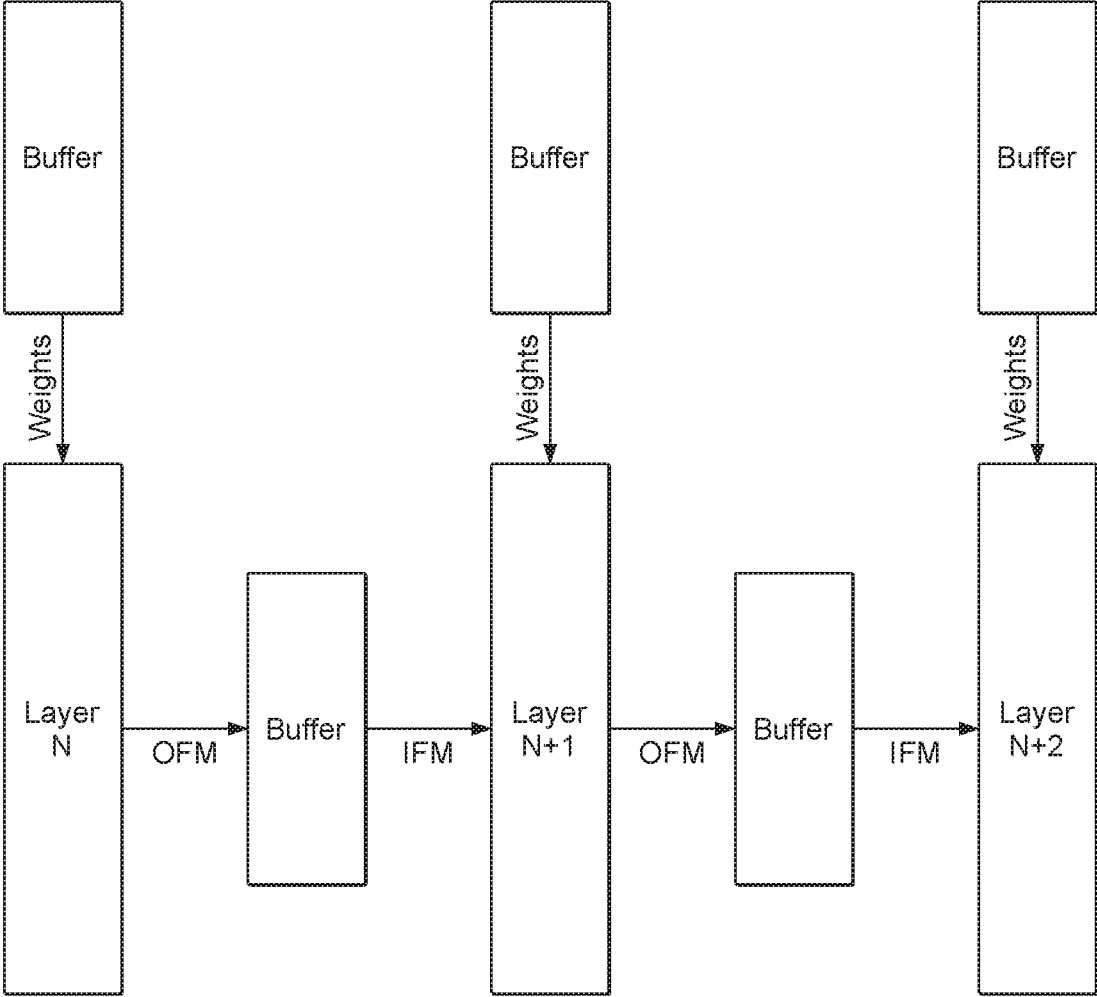 Buffer
Buffer
Buffer
Weights
Weights
Weights
Layer
N
OFM
Buffer
IFM
Layer
N+1
OFM
Buffer
IFM
Layer
N+2